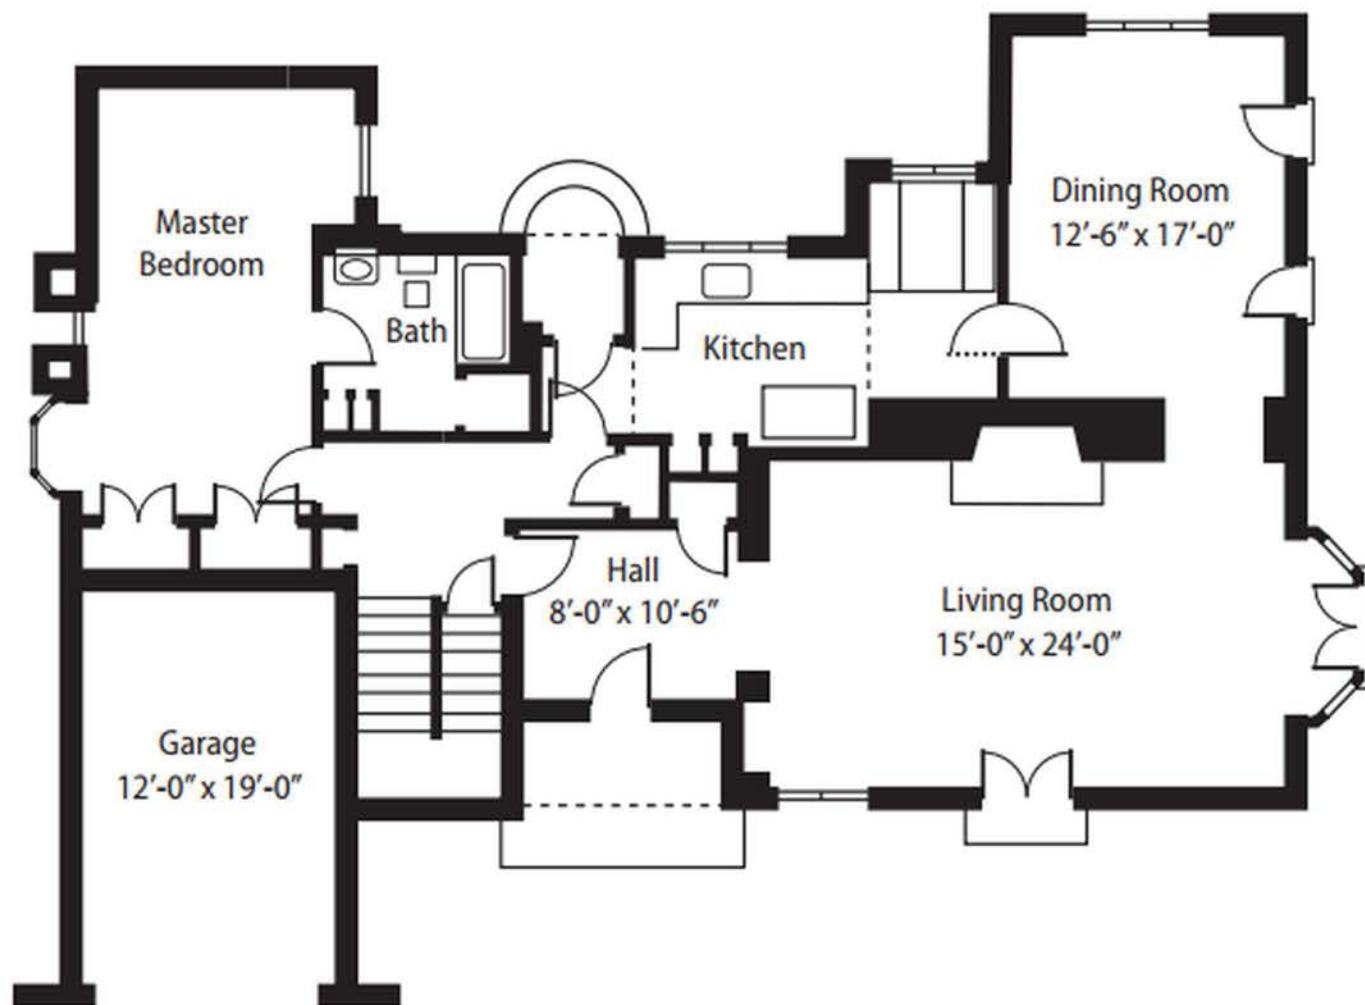 Master
Bedroom
Bath
Kitchen
Dining Room
12′-6″ x 17′-0″
Hall
8′-0″ x 10′-6″
Living Room
15′-0″ x 24′-0″
Garage
12′-0″ x 19′-0″